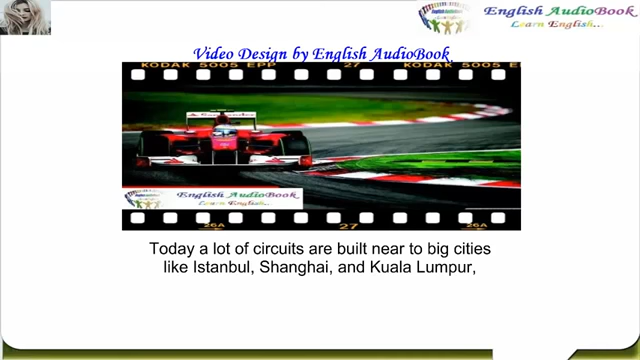 English AudioBook
Learn English...
Video Design by English AudioBook
KODAK 5005 EPP 27 KODAK 5005 E
Santander
English AudioBook
Learn English...
26A 27 26A
Today a lot of circuits are built near to big cities
like Istanbul, Shanghai, and Kuala Lumpur,